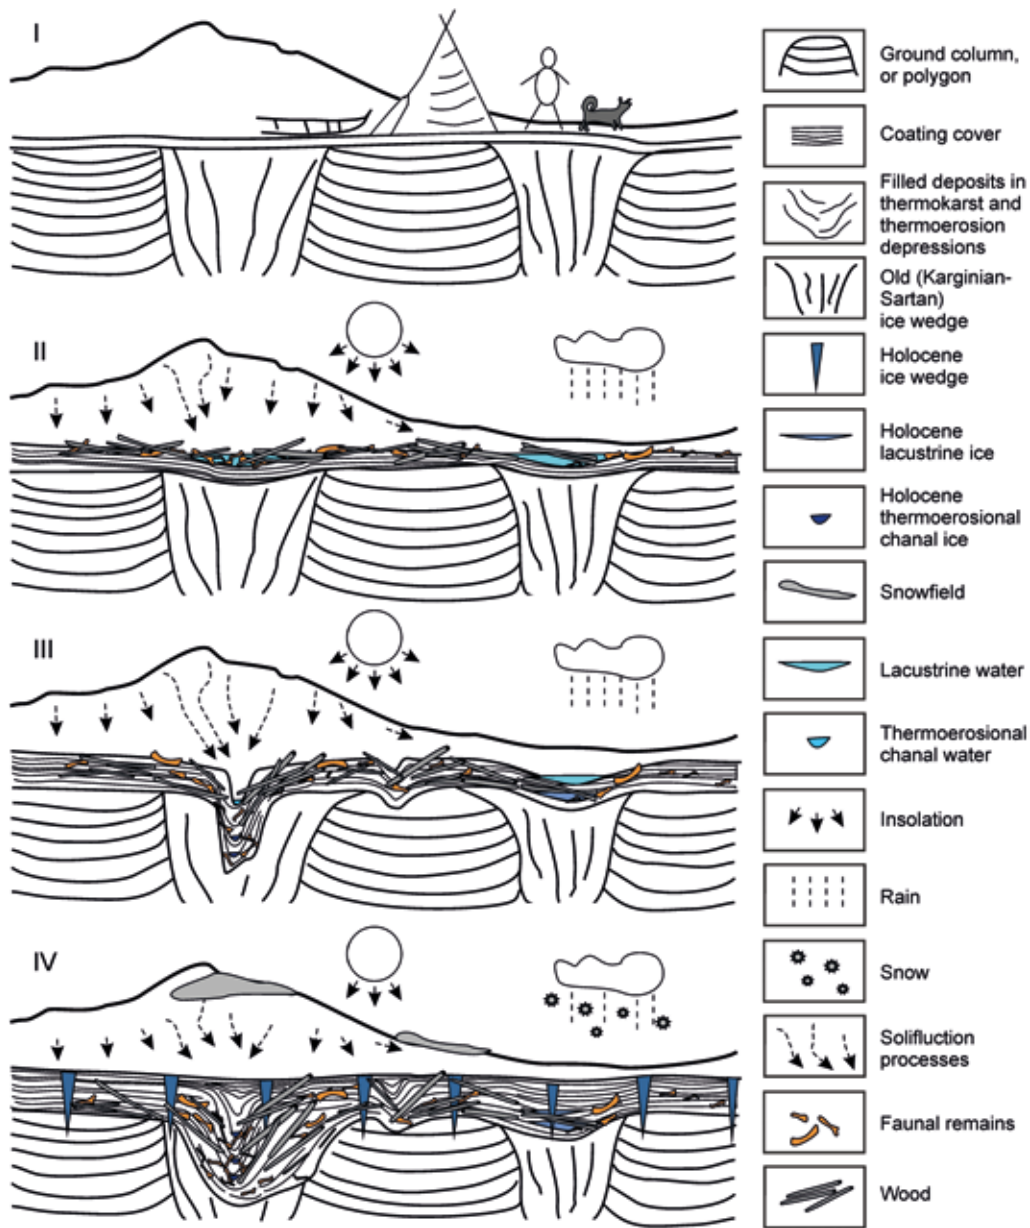 I
II
III
IV
Ground column,
or polygon
Coating cover
Filled deposits in
thermokarst and
thermoerosion
depressions
Old (Karginian-
Sartan)
ice wedge
Holocene
ice wedge
Holocene
lacustrine ice
Holocene
thermoerosional
chanal ice
Snowfield
Lacustrine water
Thermoerosional
chanal water
Insolation
Rain
Snow
Solifluction
processes
Faunal remains
Wood